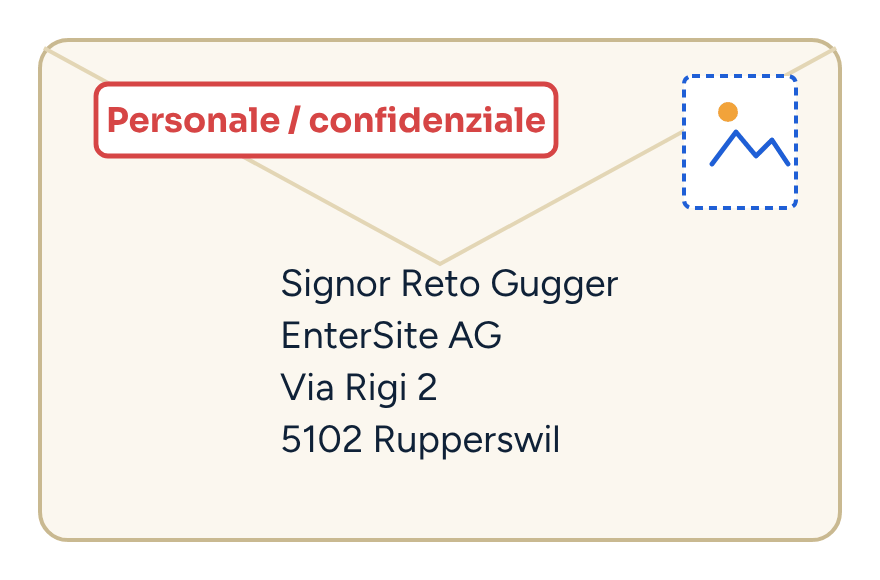 Personale / confidenziale
Signor Reto Gugger
EnterSite AG
Via Rigi 2
5102 Rupperswil